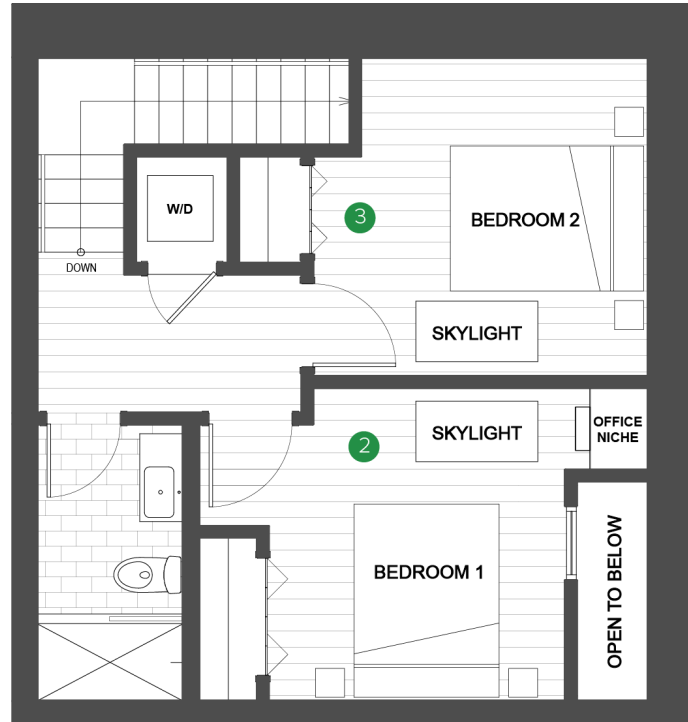 W/D
3
BEDROOM 2
DOWN
SKYLIGHT
SKYLIGHT
OFFICE
NICHE
2
BEDROOM 1
OPEN TO BELOW